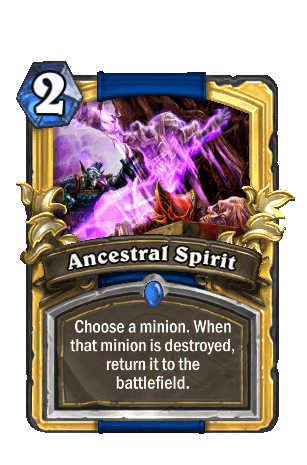 2
Ancestral Spirit
Choose a minion. When
that minion is destroyed,
return it to the
battlefield.